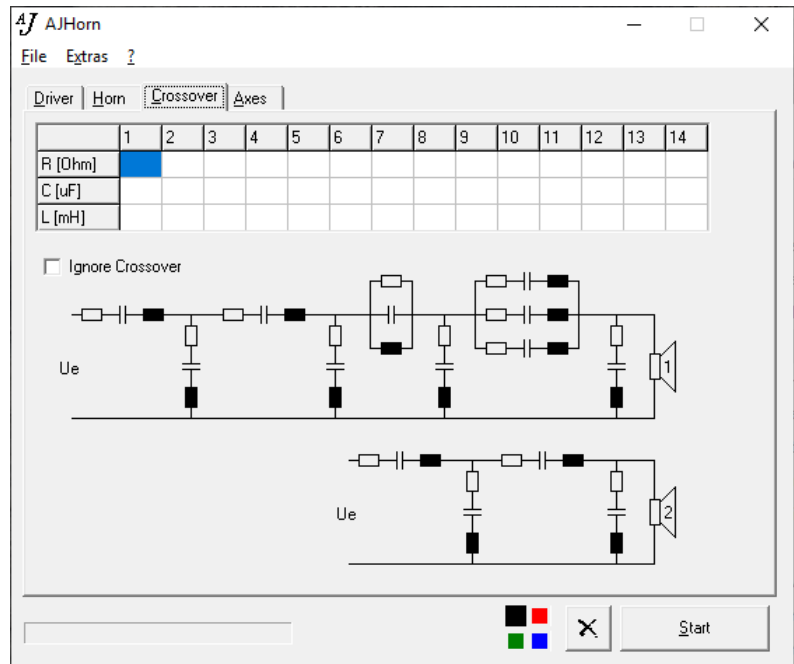 AJ AJHorn
File Extras ?
Driver Horn Crossover Axes
1 2 3 4 5 6 7 8 9 10 11 12 13 14
R [Ohm]
C [uF]
L [mH]
Ignore Crossover
Ue
1
Ue
2
Start